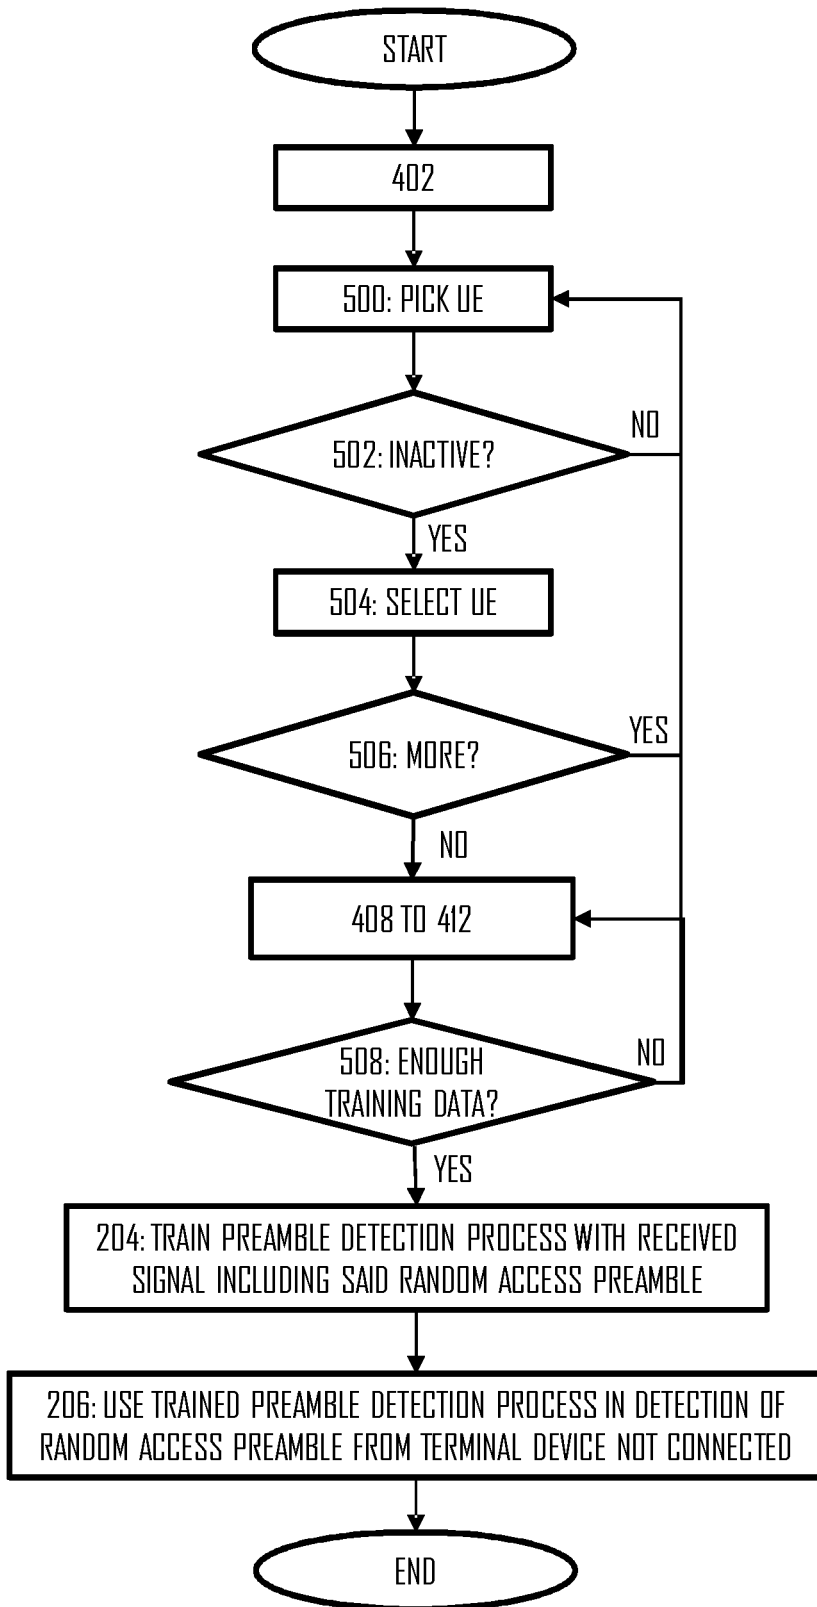 START
402
500: PICK UE
NO
502: INACTIVE?
YES
504: SELECT UE
YES
506: MORE?
NO
408 TO 412
508: ENOUGH
TRAINING DATA?
NO
YES
204: TRAIN PREAMBLE DETECTION PROCESS WITH RECEIVED
SIGNAL INCLUDING SAID RANDOM ACCESS PREAMBLE
206: USE TRAINED PREAMBLE DETECTION PROCESS IN DETECTION OF
RANDOM ACCESS PREAMBLE FROM TERMINAL DEVICE NOT CONNECTED
END